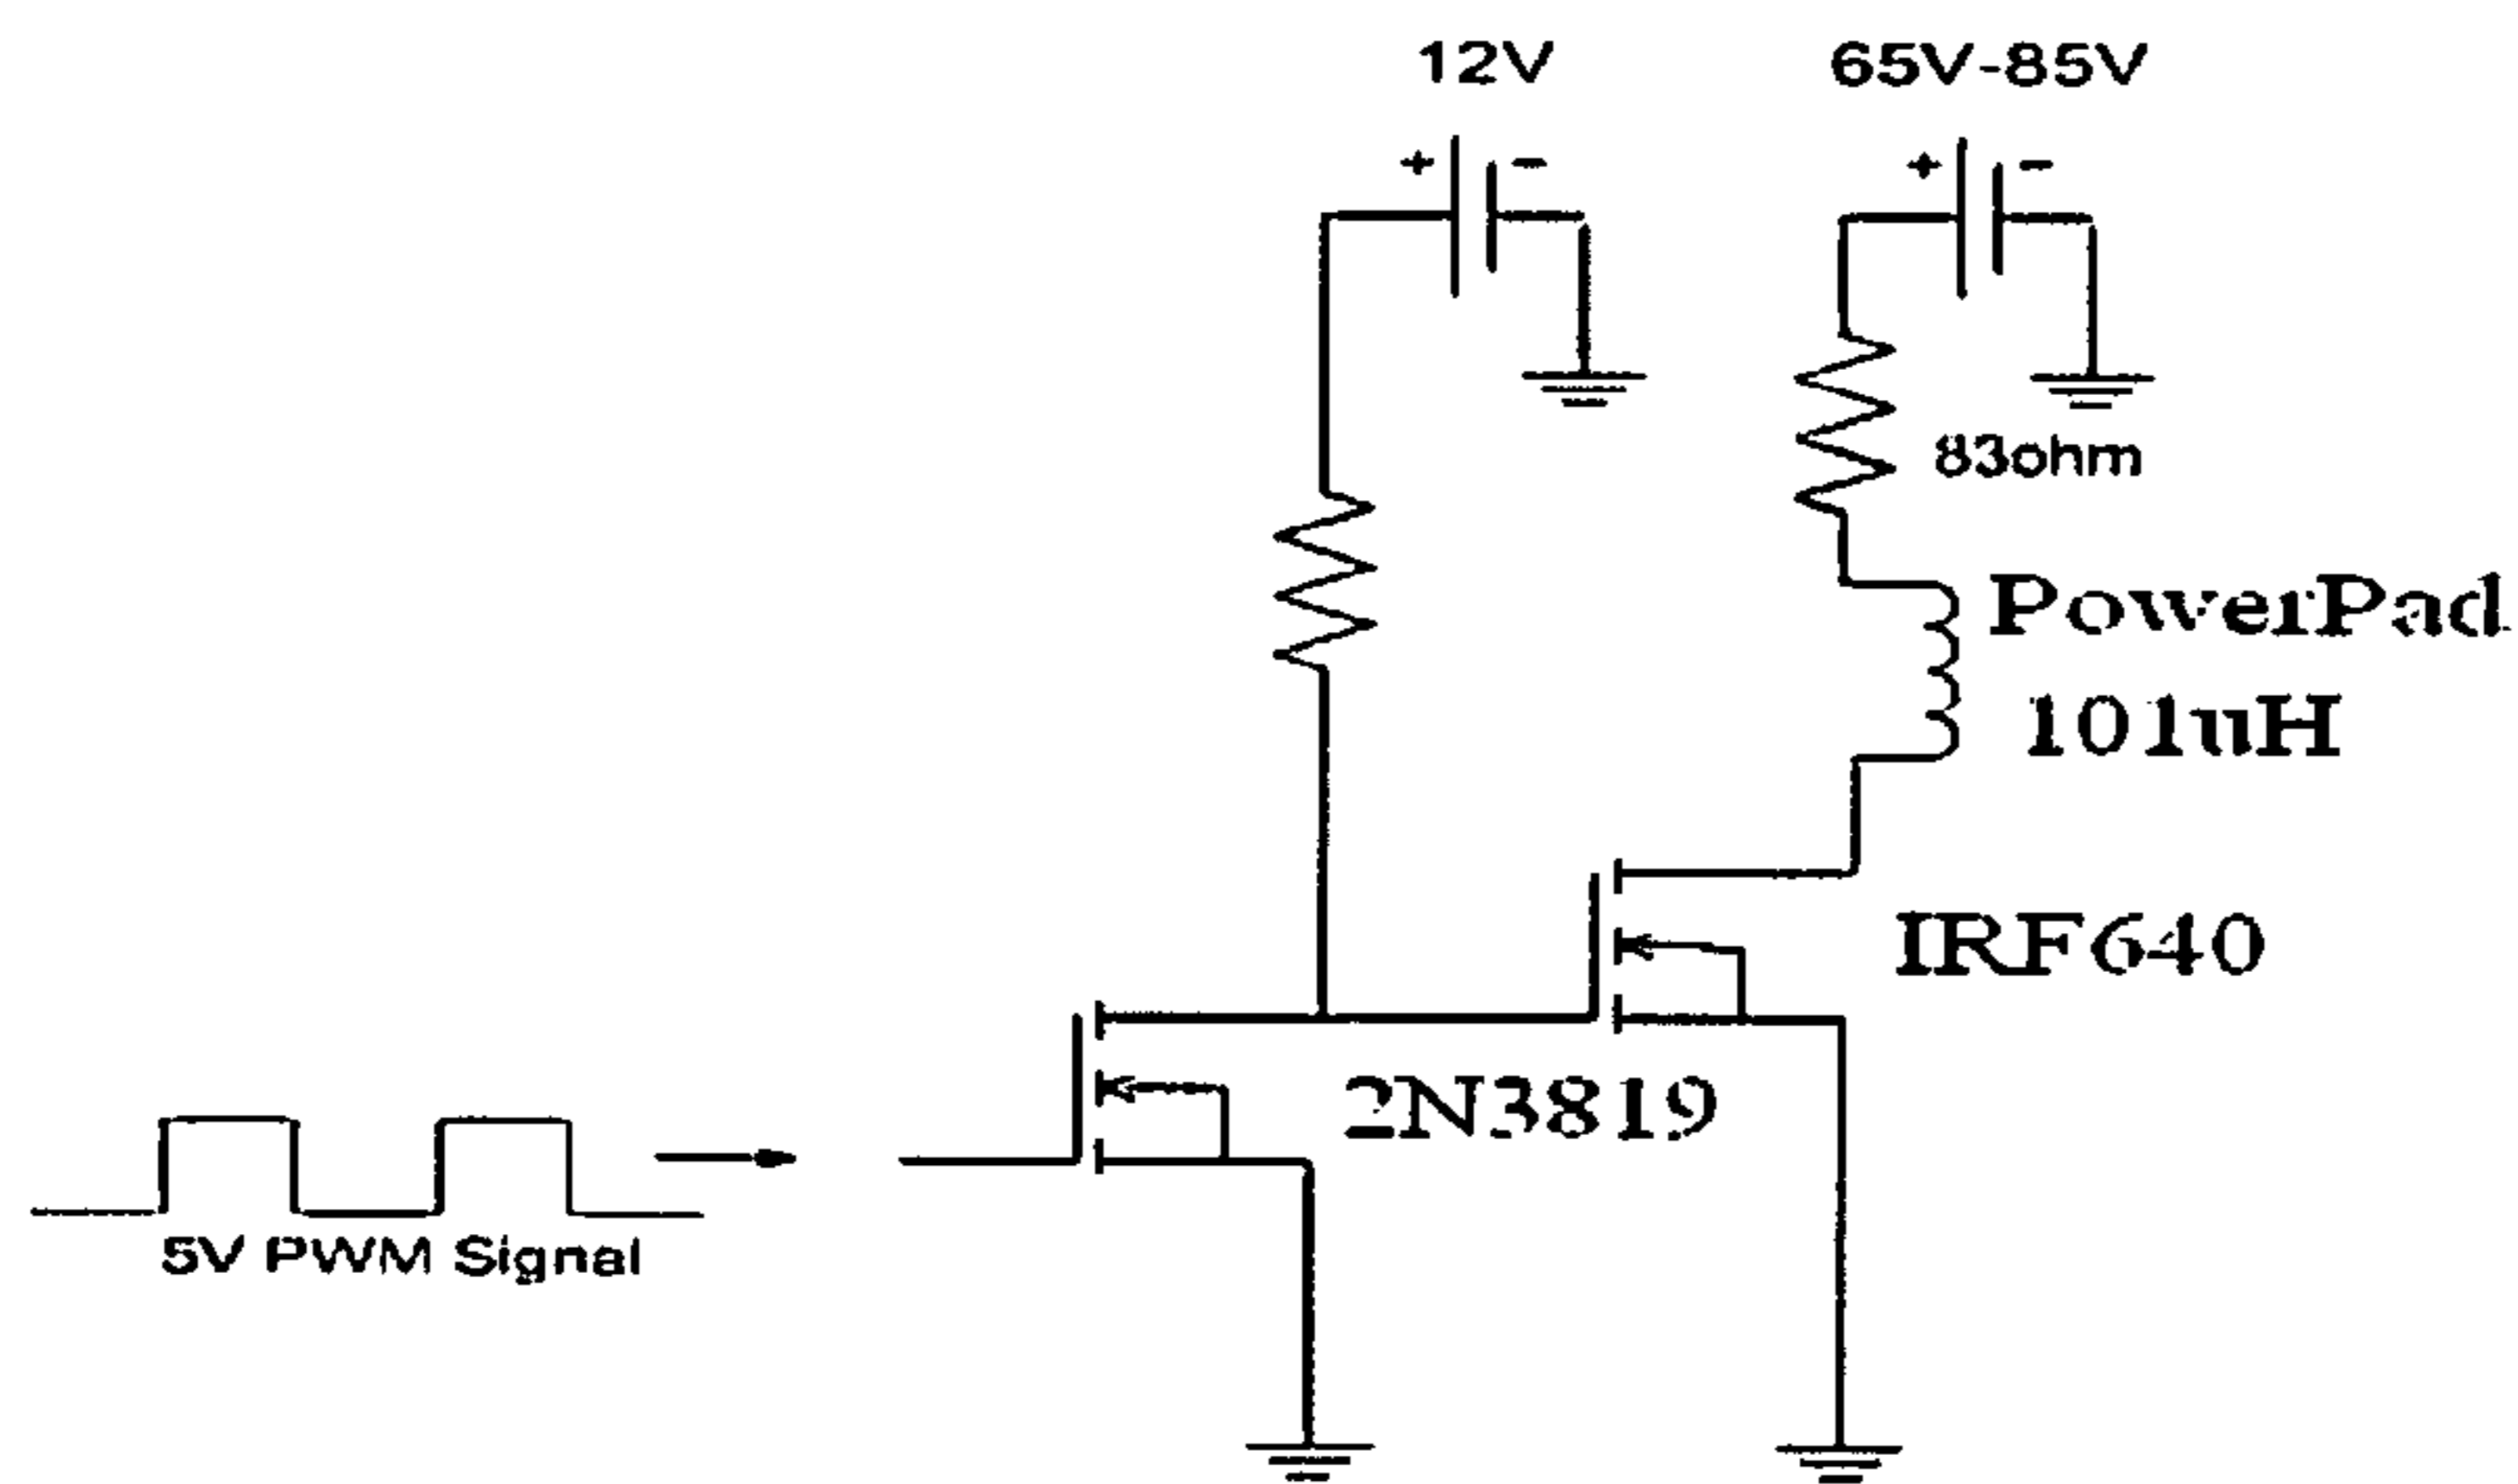 12V
65V-85V
+ -
+ -
83ohm
PowerPad
101uH
IRF640
2N3819
5V PWM Signal